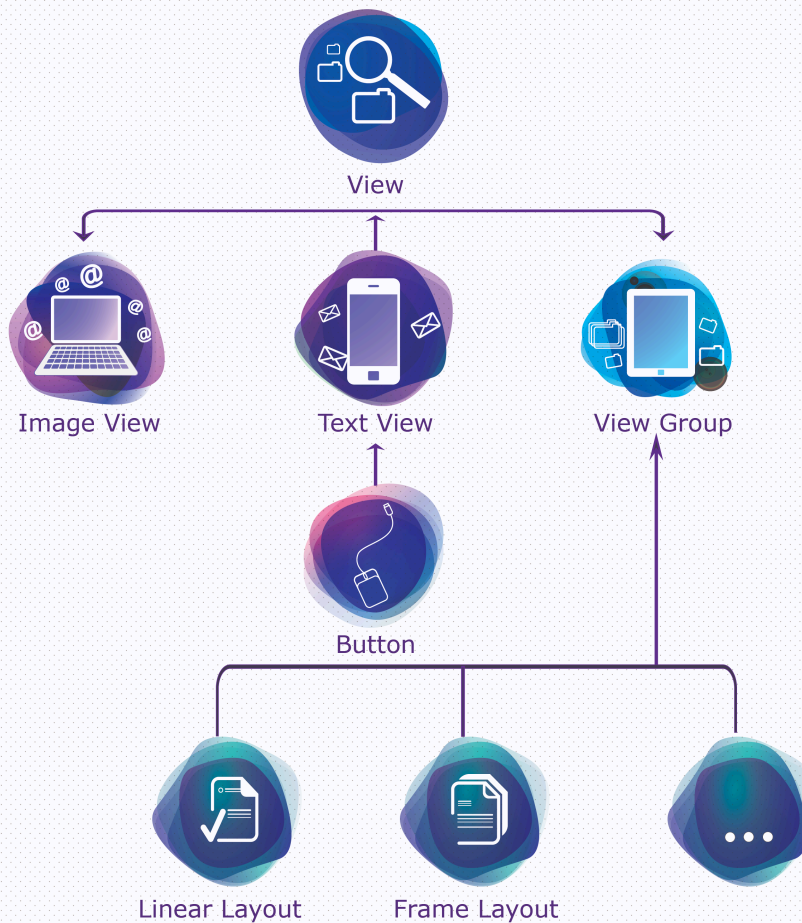 View
@
@
@
@
@
Image View
Text View
View Group
Button
Linear Layout
Frame Layout
...